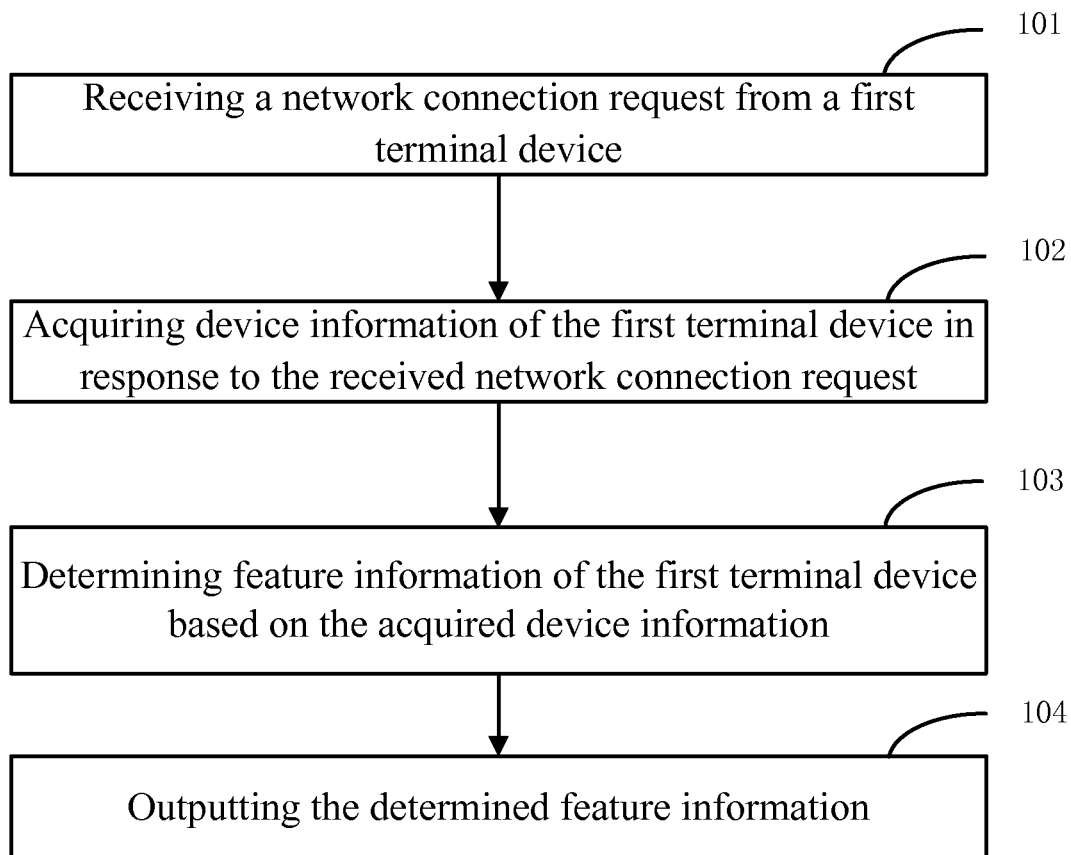 101
Receiving a network connection request from a first
terminal device
102
Acquiring device information of the first terminal device in
response to the received network connection request
103
Determining feature information of the first terminal device
based on the acquired device information
104
Outputting the determined feature information